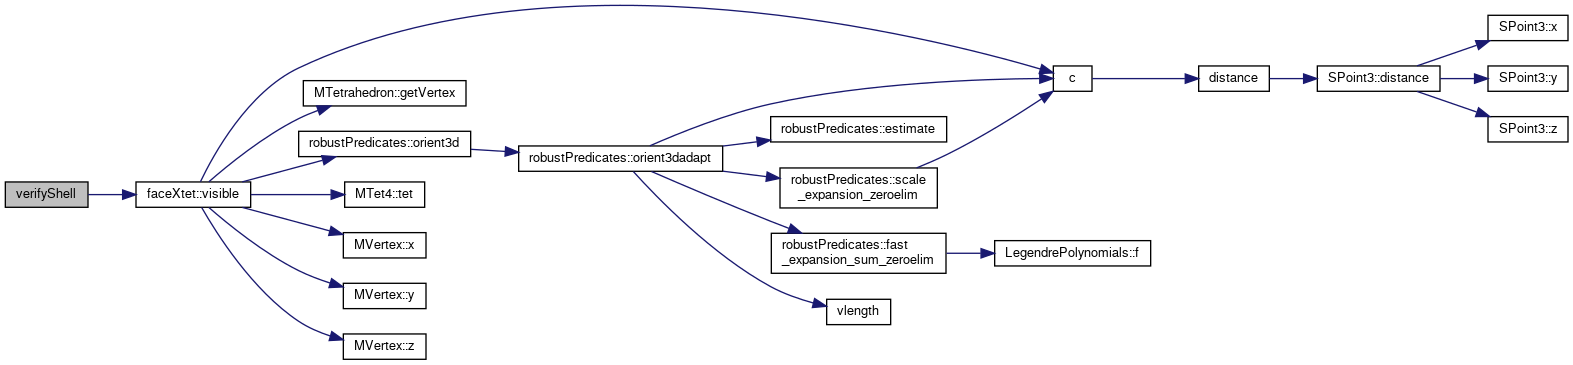 verifyShell
faceXtet::visible
MTetrahedron::getVertex
robustPredicates::orient3d
MTet4::tet
MVertex::x
MVertex::y
MVertex::z
robustPredicates::orient3dadapt
robustPredicates::estimate
robustPredicates::scale
_expansion_zeroelim
robustPredicates::fast
_expansion_sum_zeroelim
vlength
LegendrePolynomials::f
c
distance
SPoint3::distance
SPoint3::x
SPoint3::y
SPoint3::z